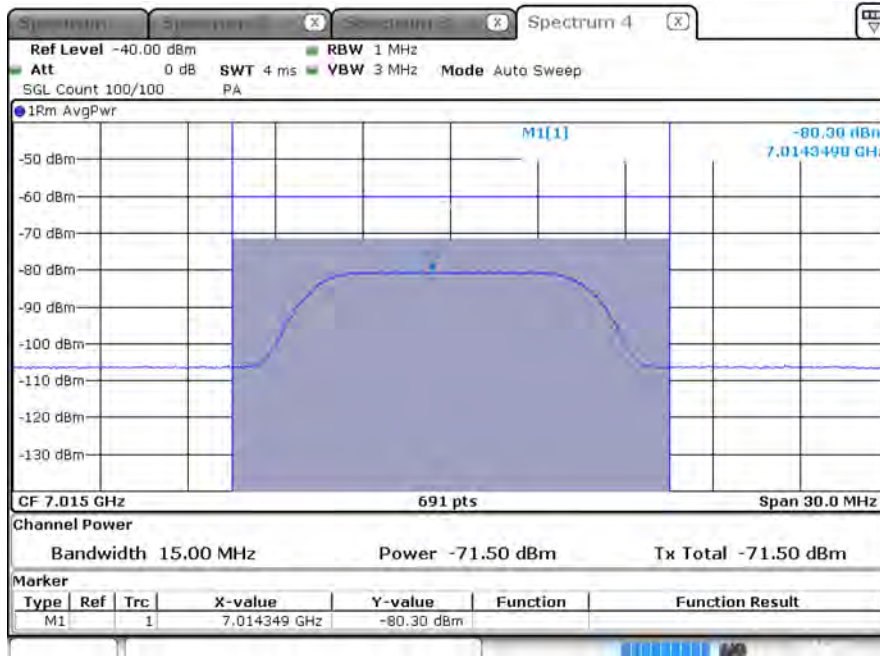 Spectrum 4
Ref Level -40.00 dBm RBW 1 MHz
Att 0 dB SWT 4 ms VBW 3 MHz Mode Auto Sweep
SGL Count 100/100 PA
1Rm AvgPwr
M1[1] -80.30 dBm
7.0143490 GHz
-50 dBm
-60 dBm
-70 dBm
-80 dBm
-90 dBm
-100 dBm
-110 dBm
-120 dBm
-130 dBm
CF 7.015 GHz 691 pts Span 30.0 MHz
Channel Power
Bandwidth 15.00 MHz Power -71.50 dBm Tx Total -71.50 dBm
Marker
Type Ref Trc X-value Y-value Function Function Result
M1 1 7.014349 GHz -80.30 dBm